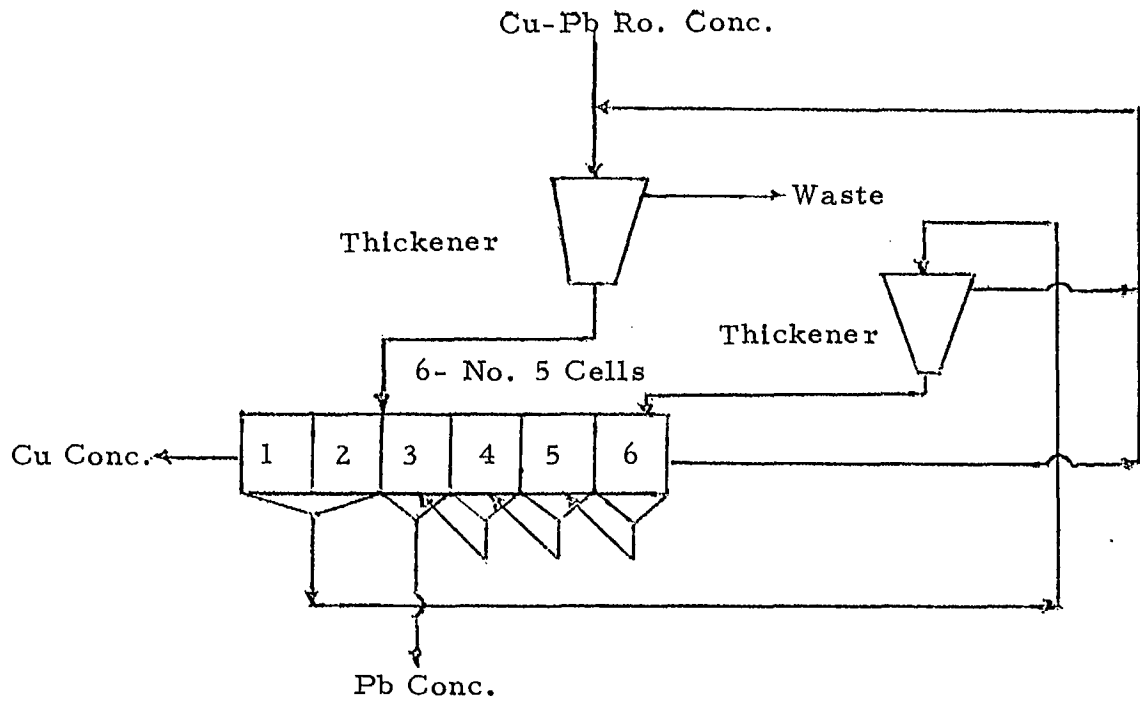 Cu-Pb Ro. Conc.
Waste
Thickener
Thickener
6- No. 5 Cells
Cu Conc.
1 2 3 4 5 6
Pb Conc.